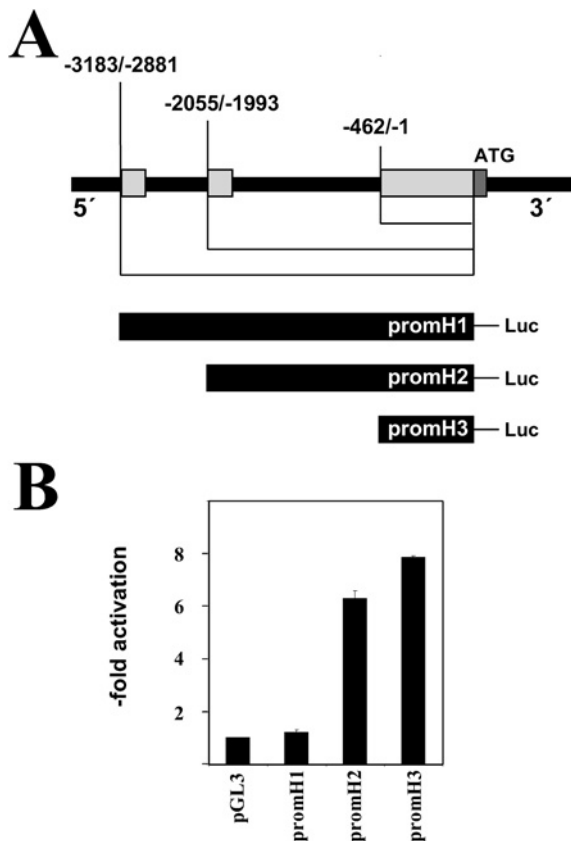 A
-3183/-2881
-2055/-1993
-462/-1
ATG
5´
3´
promH1
Luc
promH2
Luc
promH3
Luc
B
-fold activation
8
6
4
2
pGL3
promH1
promH2
promH3